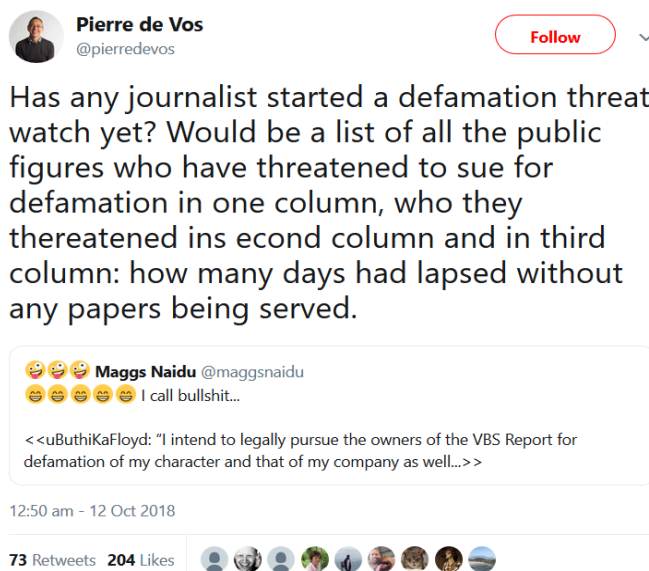 Pierre de Vos
@pierredevos
Follow
Has any journalist started a defamation threat
watch yet? Would be a list of all the public
figures who have threatened to sue for
defamation in one column, who they
thereatened ins econd column and in third
column: how many days had lapsed without
any papers being served.
🤪🤪🤪 Maggs Naidu @maggsnaidu
😁😁😁😁😁 I call bullshit...
<<uButhiKaFloyd: “I intend to legally pursue the owners of the VBS Report for
defamation of my character and that of my company as well...>>
12:50 am - 12 Oct 2018
73 Retweets 204 Likes